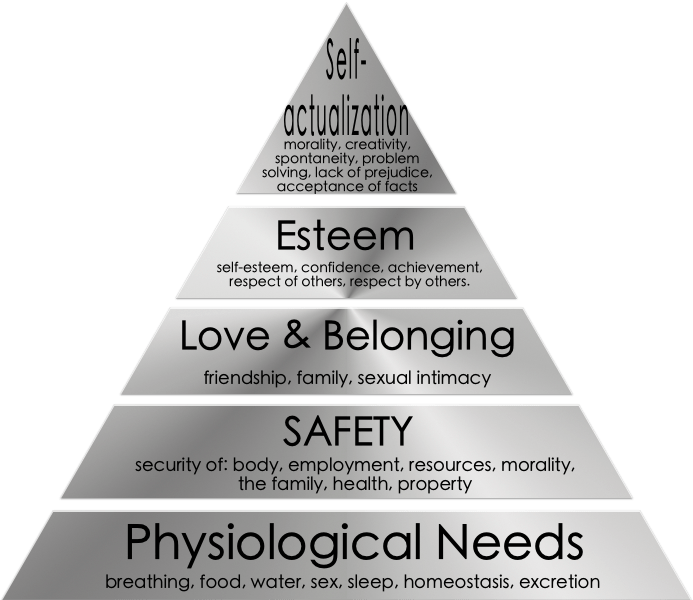 Self-
actualization
morality, creativity,
spontaneity, problem
solving, lack of prejudice,
acceptance of facts
Esteem
self-esteem, confidence, achievement,
respect of others, respect by others.
Love & Belonging
friendship, family, sexual intimacy
SAFETY
security of: body, employment, resources, morality,
the family, health, property
Physiological Needs
breathing, food, water, sex, sleep, homeostasis, excretion